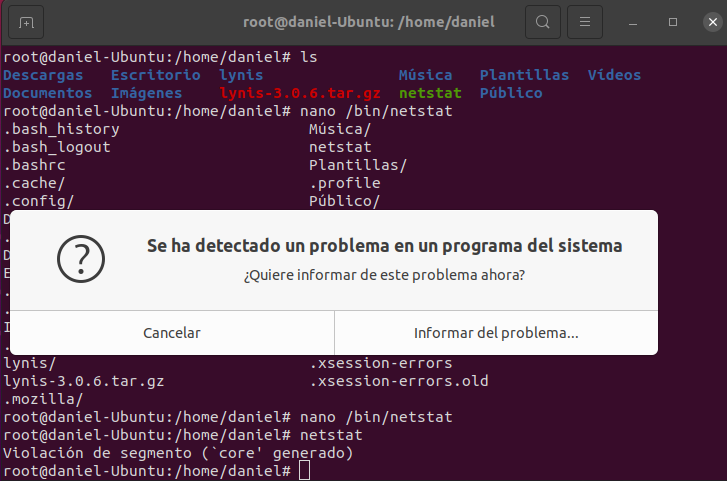 root@daniel-Ubuntu: /home/daniel
root@daniel-Ubuntu:/home/daniel# ls
Descargas Escritorio lynis Música Plantillas Vídeos
Documentos Imágenes lynis-3.0.6.tar.gz netstat Público
root@daniel-Ubuntu:/home/daniel# nano /bin/netstat
.bash_history Música/
.bash_logout netstat
.bashrc Plantillas/
.cache/ .profile
.config/ Público/
D
.
D
E
.
.
I
.
Se ha detectado un problema en un programa del sistema
¿Quiere informar de este problema ahora?
Cancelar Informar del problema...
lynis/ .xsession-errors
lynis-3.0.6.tar.gz .xsession-errors.old
.mozilla/
root@daniel-Ubuntu:/home/daniel# nano /bin/netstat
root@daniel-Ubuntu:/home/daniel# netstat
Violación de segmento (`core' generado)
root@daniel-Ubuntu:/home/daniel#